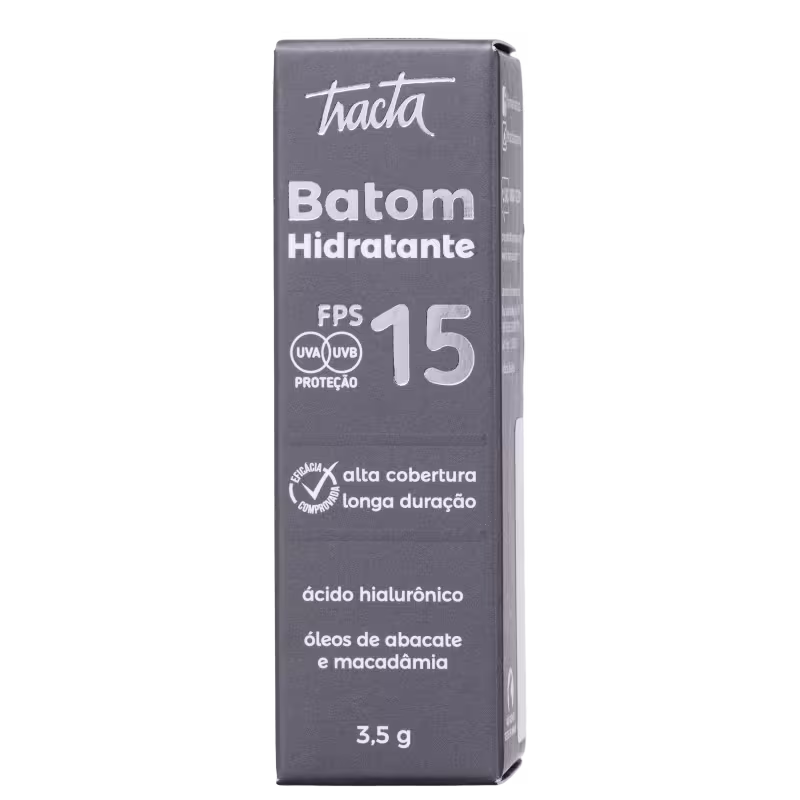 tracta
Batom
Hidratante
FPS 15
UVA UVB
PROTEÇÃO
EFICÁCIA
COMPROVADA
alta cobertura
longa duração
ácido hialurônico
óleos de abacate
e macadâmia
3,5 g